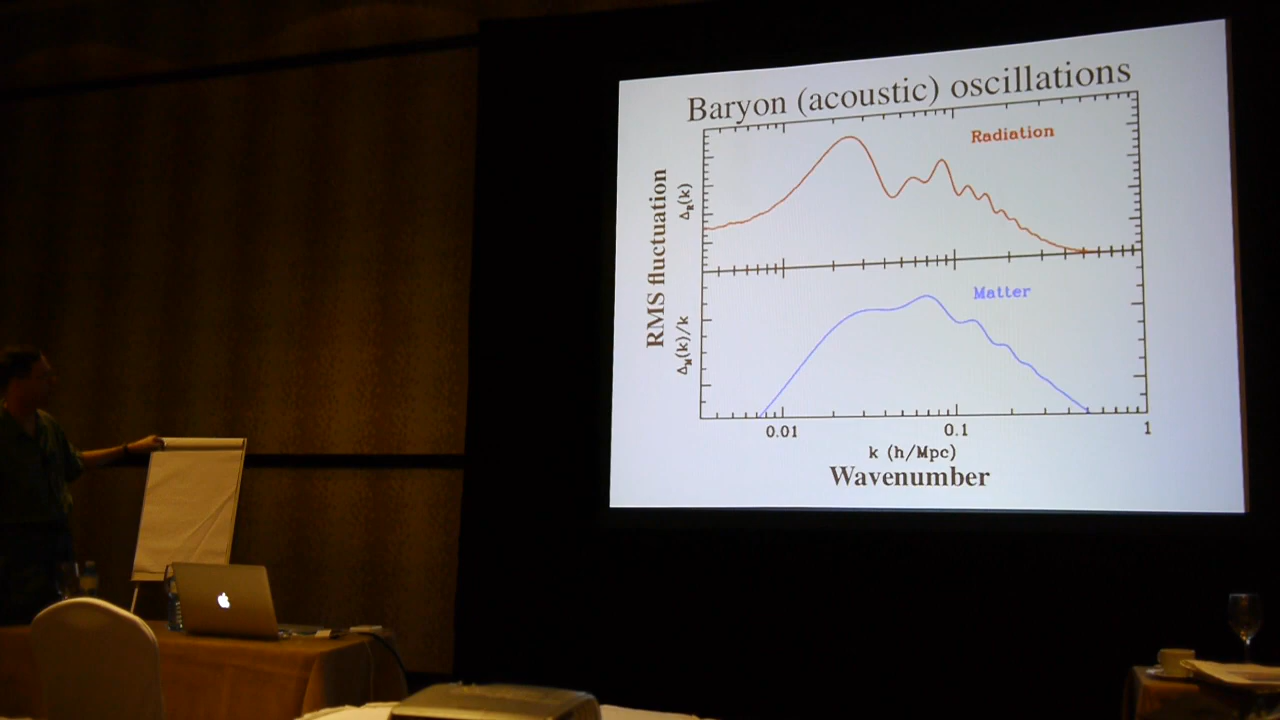 Baryon (acoustic) oscillations
Radiation
RMS fluctuation
Δ_R(k)
Matter
Δ_M(k)/k
0.01
0.1
1
k (h/Mpc)
Wavenumber